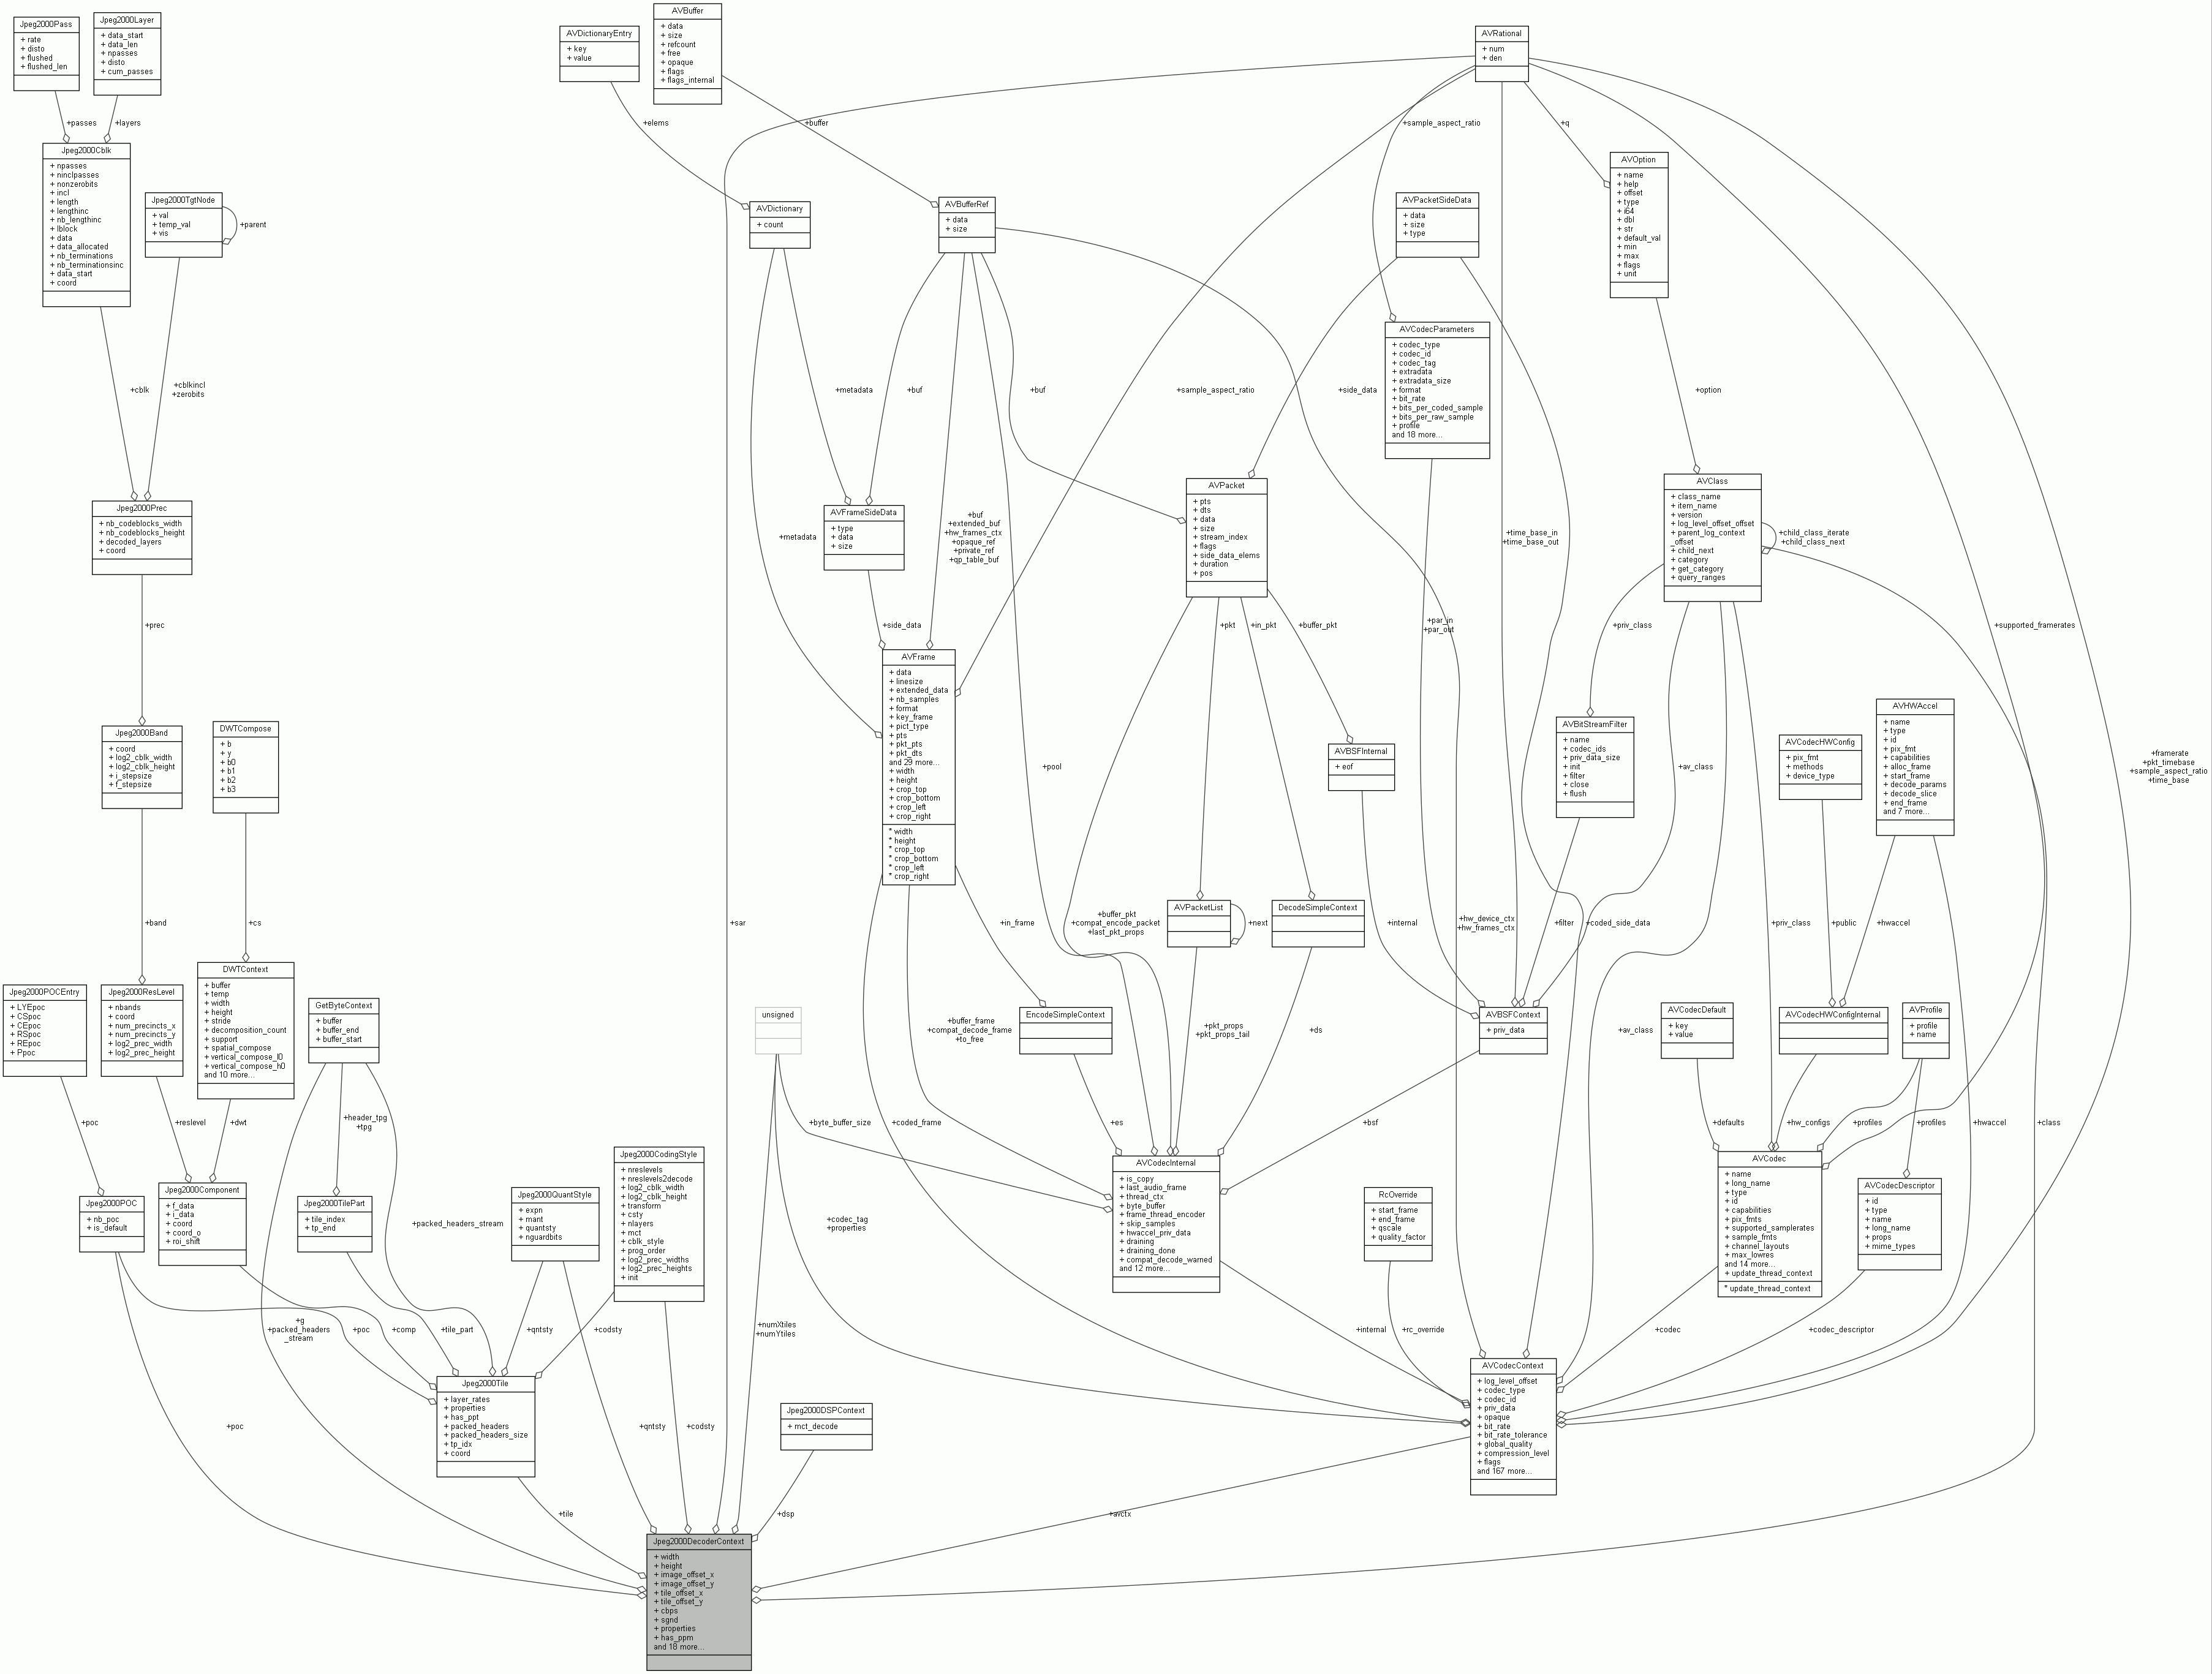 Jpeg2000Pass
+ rate
+ disto
+ flushed
+ flushed_len
Jpeg2000Layer
+ data_start
+ data_len
+ npasses
+ disto
+ cum_passes
AVDictionaryEntry
+ key
+ value
AVBuffer
+ data
+ size
+ refcount
+ free
+ opaque
+ flags
+ flags_internal
AVRational
+ num
+ den
+passes
+layers
+elems
+buffer
+sample_aspect_ratio
+q
Jpeg2000Cblk
+ npasses
+ ninclpasses
+ nonzerobits
+ incl
+ length
+ lengthinc
+ nb_lengthinc
+ lblock
+ data
+ data_allocated
+ nb_terminations
+ nb_terminationsinc
+ data_start
+ coord
Jpeg2000TgtNode
+ val
+ temp_val
+ vis
+parent
AVDictionary
+ count
AVBufferRef
+ data
+ size
AVPacketSideData
+ data
+ size
+ type
AVOption
+ name
+ help
+ offset
+ type
+ i64
+ dbl
+ str
+ default_val
+ min
+ max
+ flags
+ unit
AVCodecParameters
+ codec_type
+ codec_id
+ codec_tag
+ extradata
+ extradata_size
+ format
+ bit_rate
+ bits_per_coded_sample
+ bits_per_raw_sample
+ profile
and 18 more...
+cblk
+cblkincl
+zerobits
+metadata
+buf
+buf
+sample_aspect_ratio
+side_data
+option
Jpeg2000Prec
+ nb_codeblocks_width
+ nb_codeblocks_height
+ decoded_layers
+ coord
+metadata
AVFrameSideData
+ type
+ data
+ size
+buf
+extended_buf
+hw_frames_ctx
+opaque_ref
+private_ref
+qp_table_buf
AVPacket
+ pts
+ dts
+ data
+ size
+ stream_index
+ flags
+ side_data_elems
+ duration
+ pos
+time_base_in
+time_base_out
AVClass
+ class_name
+ item_name
+ version
+ log_level_offset_offset
+ parent_log_context
_offset
+ child_next
+ category
+ get_category
+ query_ranges
+child_class_iterate
+child_class_next
+prec
+side_data
+pkt
+in_pkt
+buffer_pkt
+par_in
+par_out
+priv_class
+supported_framerates
Jpeg2000Band
+ coord
+ log2_cblk_width
+ log2_cblk_height
+ i_stepsize
+ f_stepsize
DWTCompose
+ b
+ y
+ b0
+ b1
+ b2
+ b3
AVFrame
+ data
+ linesize
+ extended_data
+ nb_samples
+ format
+ key_frame
+ pict_type
+ pts
+ pkt_pts
+ pkt_dts
and 29 more...
+ width
+ height
+ crop_top
+ crop_bottom
+ crop_left
+ crop_right
* width
* height
* crop_top
* crop_bottom
* crop_left
* crop_right
+pool
AVBSFInternal
+ eof
AVBitStreamFilter
+ name
+ codec_ids
+ priv_data_size
+ init
+ filter
+ close
+ flush
+av_class
AVCodecHWConfig
+ pix_fmt
+ methods
+ device_type
AVHWAccel
+ name
+ type
+ id
+ pix_fmt
+ capabilities
+ alloc_frame
+ start_frame
+ decode_params
+ decode_slice
+ end_frame
and 7 more...
+framerate
+pkt_timebase
+sample_aspect_ratio
+time_base
+band
+cs
+sar
+in_frame
+buffer_pkt
+compat_encode_packet
+last_pkt_props
AVPacketList
+next
DecodeSimpleContext
+internal
+hw_device_ctx
+hw_frames_ctx
+filter
+coded_side_data
+priv_class
+public
+hwaccel
Jpeg2000POCEntry
+ LYEpoc
+ CSpoc
+ CEpoc
+ RSpoc
+ REpoc
+ Ppoc
Jpeg2000ResLevel
+ nbands
+ coord
+ num_precincts_x
+ num_precincts_y
+ log2_prec_width
+ log2_prec_height
DWTContext
+ buffer
+ temp
+ width
+ height
+ stride
+ decomposition_count
+ support
+ spatial_compose
+ vertical_compose_l0
+ vertical_compose_h0
and 10 more...
GetByteContext
+ buffer
+ buffer_end
+ buffer_start
unsigned
+buffer_frame
+compat_decode_frame
+to_free
EncodeSimpleContext
+pkt_props
+pkt_props_tail
+ds
AVBSFContext
+ priv_data
+av_class
AVCodecDefault
+ key
+ value
AVCodecHWConfigInternal
AVProfile
+ profile
+ name
+poc
+reslevel
+dwt
+header_tpg
+tpg
+byte_buffer_size
+coded_frame
+es
+bsf
+defaults
+hw_configs
+profiles
+profiles
+hwaccel
+class
Jpeg2000POC
+ nb_poc
+ is_default
Jpeg2000Component
+ f_data
+ i_data
+ coord
+ coord_o
+ roi_shift
Jpeg2000TilePart
+ tile_index
+ tp_end
+packed_headers_stream
Jpeg2000QuantStyle
+ expn
+ mant
+ quantsty
+ nguardbits
Jpeg2000CodingStyle
+ nreslevels
+ nreslevels2decode
+ log2_cblk_width
+ log2_cblk_height
+ transform
+ csty
+ nlayers
+ mct
+ cblk_style
+ prog_order
+ log2_prec_widths
+ log2_prec_heights
+ init
+codec_tag
+properties
AVCodecInternal
+ is_copy
+ last_audio_frame
+ thread_ctx
+ byte_buffer
+ frame_thread_encoder
+ skip_samples
+ hwaccel_priv_data
+ draining
+ draining_done
+ compat_decode_warned
and 12 more...
RcOverride
+ start_frame
+ end_frame
+ qscale
+ quality_factor
AVCodec
+ name
+ long_name
+ type
+ id
+ capabilities
+ pix_fmts
+ supported_samplerates
+ sample_fmts
+ channel_layouts
+ max_lowres
and 14 more...
+ update_thread_context
* update_thread_context
AVCodecDescriptor
+ id
+ type
+ name
+ long_name
+ props
+ mime_types
+g
+packed_headers
_stream
+poc
+comp
+tile_part
+qntsty
+codsty
+numXtiles
+numYtiles
+internal
+rc_override
+codec
+codec_descriptor
Jpeg2000Tile
+ layer_rates
+ properties
+ has_ppt
+ packed_headers
+ packed_headers_size
+ tp_idx
+ coord
+poc
+qntsty
+codsty
Jpeg2000DSPContext
+ mct_decode
AVCodecContext
+ log_level_offset
+ codec_type
+ codec_id
+ priv_data
+ opaque
+ bit_rate
+ bit_rate_tolerance
+ global_quality
+ compression_level
+ flags
and 167 more...
+tile
+dsp
+avctx
Jpeg2000DecoderContext
+ width
+ height
+ image_offset_x
+ image_offset_y
+ tile_offset_x
+ tile_offset_y
+ cbps
+ sgnd
+ properties
+ has_ppm
and 18 more...